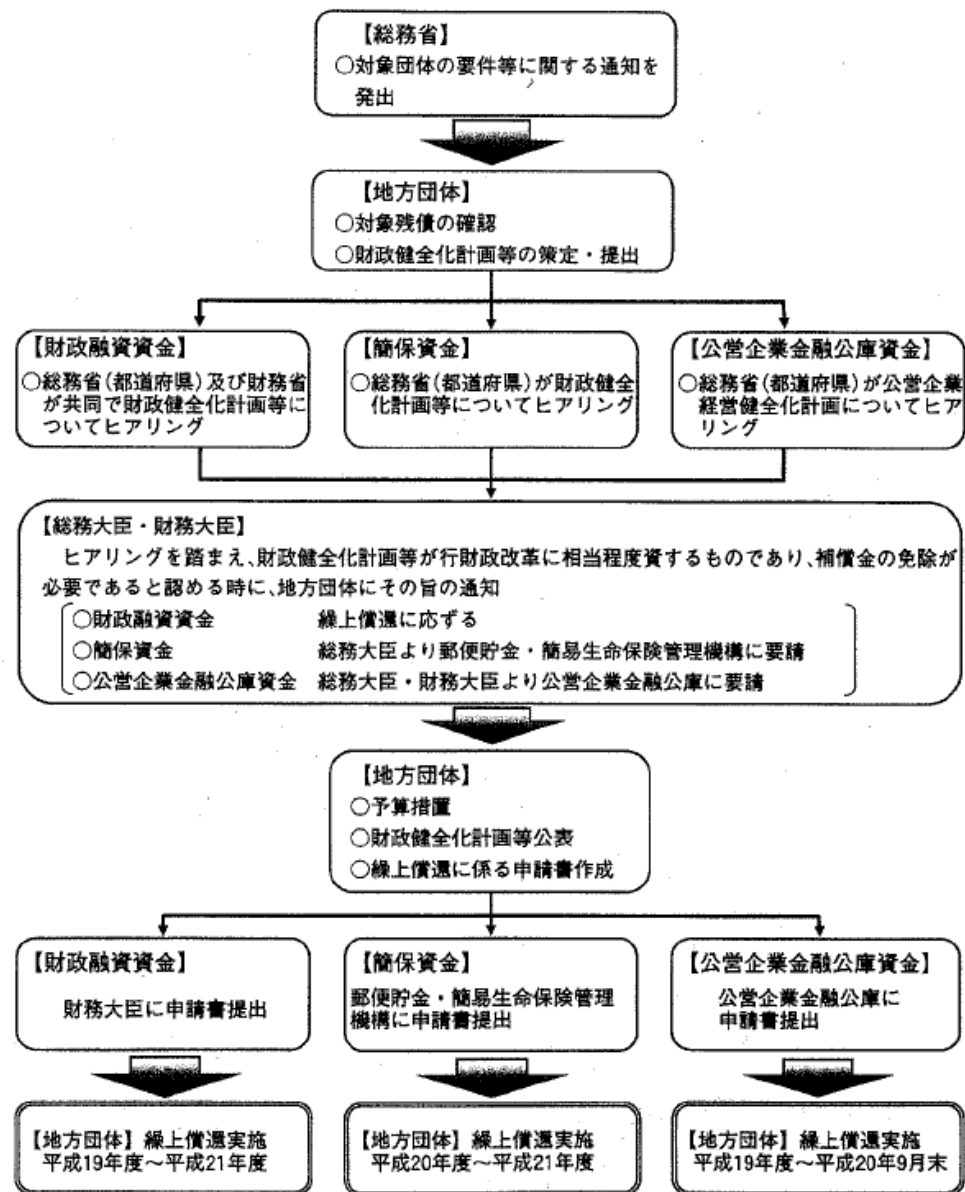 【総務省】
○対象団体の要件等に関する通知を
発出
【地方団体】
○対象残債の確認
○財政健全化計画等の策定・提出
【財政融資資金】
○総務省(都道府県)及び財務省
が共同で財政健全化計画等に
ついてヒアリング
【簡保資金】
○総務省(都道府県)が財政健全
化計画等についてヒアリング
【公営企業金融公庫資金】
○総務省(都道府県)が公営企業
経営健全化計画についてヒア
リング
【総務大臣・財務大臣】
ヒアリングを踏まえ、財政健全化計画等が行財政改革に相当程度資するものであり、補償金の免除が
必要であると認める時に、地方団体にその旨の通知
○財政融資資金 繰上償還に応ずる
○簡保資金 総務大臣より郵便貯金・簡易生命保険管理機構に要請
○公営企業金融公庫資金 総務大臣・財務大臣より公営企業金融公庫に要請
【地方団体】
○予算措置
○財政健全化計画等公表
○繰上償還に係る申請書作成
【財政融資資金】
財務大臣に申請書提出
【簡保資金】
郵便貯金・簡易生命保険管理
機構に申請書提出
【公営企業金融公庫資金】
公営企業金融公庫に
申請書提出
【地方団体】繰上償還実施
平成19年度～平成21年度
【地方団体】繰上償還実施
平成20年度～平成21年度
【地方団体】繰上償還実施
平成19年度～平成20年9月末